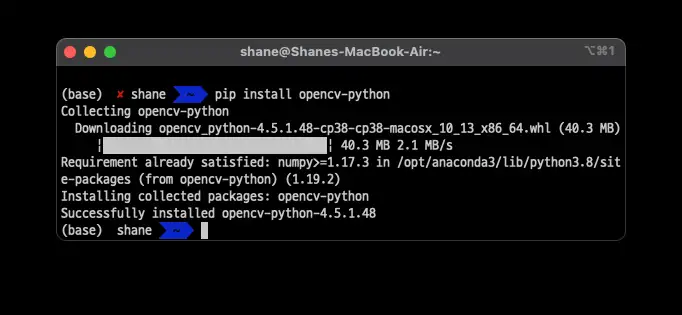 shane@Shanes-MacBook-Air:~ ⌥⌘1
(base) ✘ shane ~ pip install opencv-python
Collecting opencv-python
Downloading opencv_python-4.5.1.48-cp38-cp38-macosx_10_13_x86_64.whl (40.3 MB)
|████████████████████████████████| 40.3 MB 2.1 MB/s
Requirement already satisfied: numpy>=1.17.3 in /opt/anaconda3/lib/python3.8/sit
e-packages (from opencv-python) (1.19.2)
Installing collected packages: opencv-python
Successfully installed opencv-python-4.5.1.48
(base) shane ~